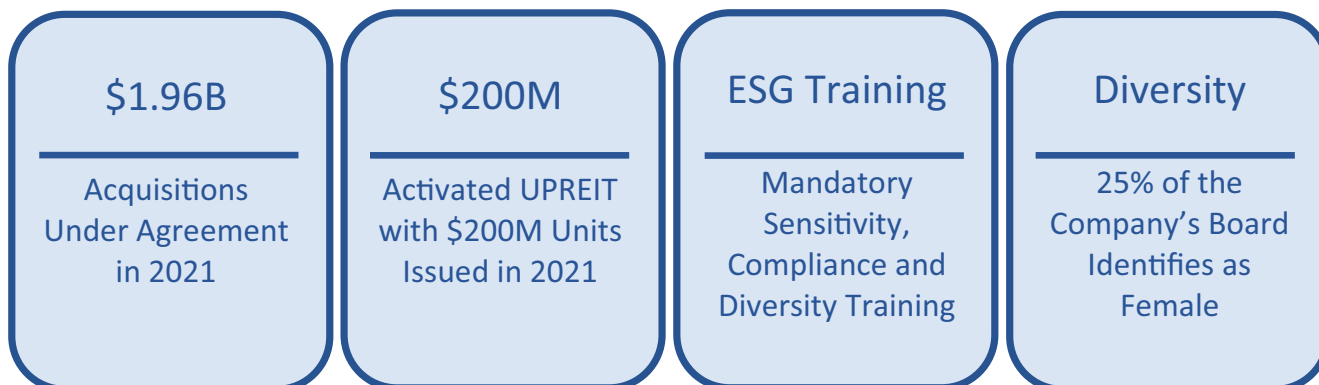 $1.96B
Acquisitions
Under Agreement
in 2021
$200M
Activated UPREIT
with $200M Units
Issued in 2021
ESG Training
Mandatory
Sensitivity,
Compliance and
Diversity Training
Diversity
25% of the
Company’s Board
Identifies as
Female